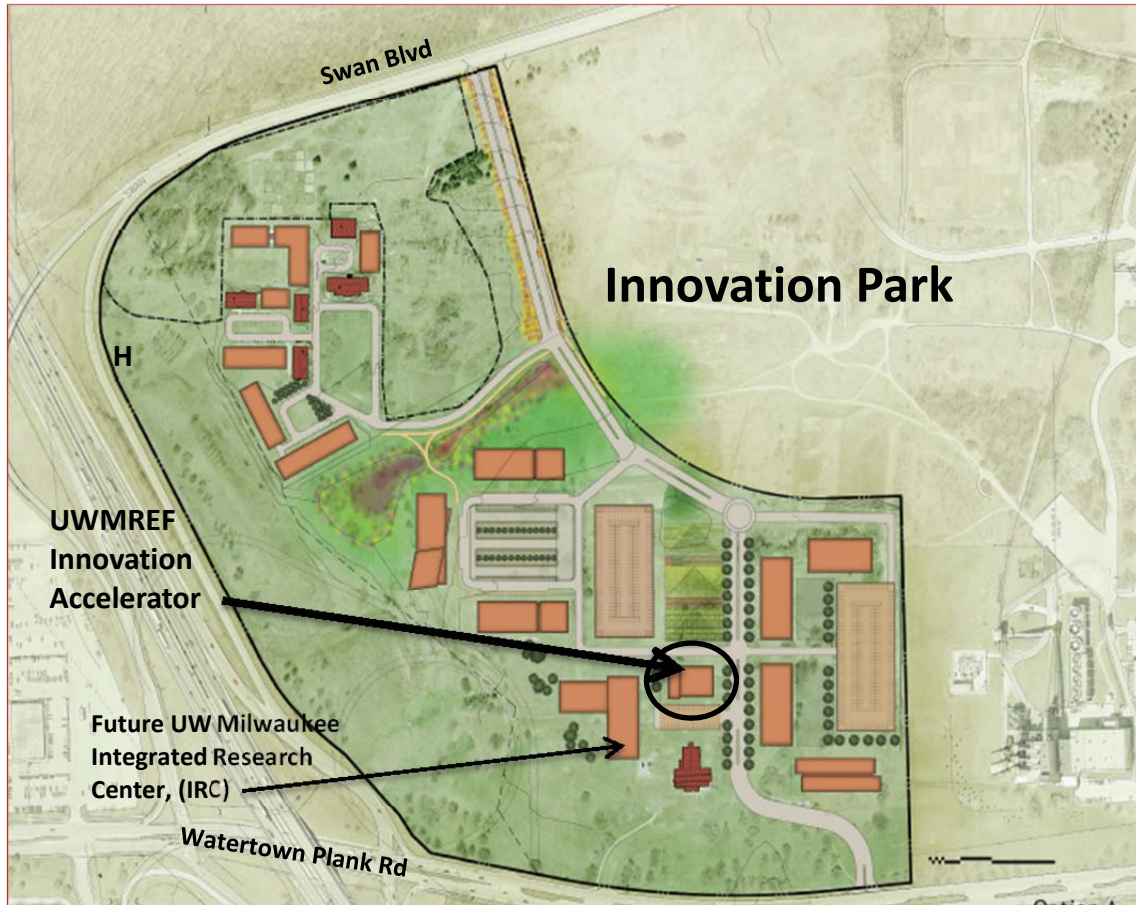 Swan Blvd
Innovation Park
H
UWMREF
Innovation
Accelerator
Future UW Milwaukee
Integrated Research
Center, (IRC)
Watertown Plank Rd